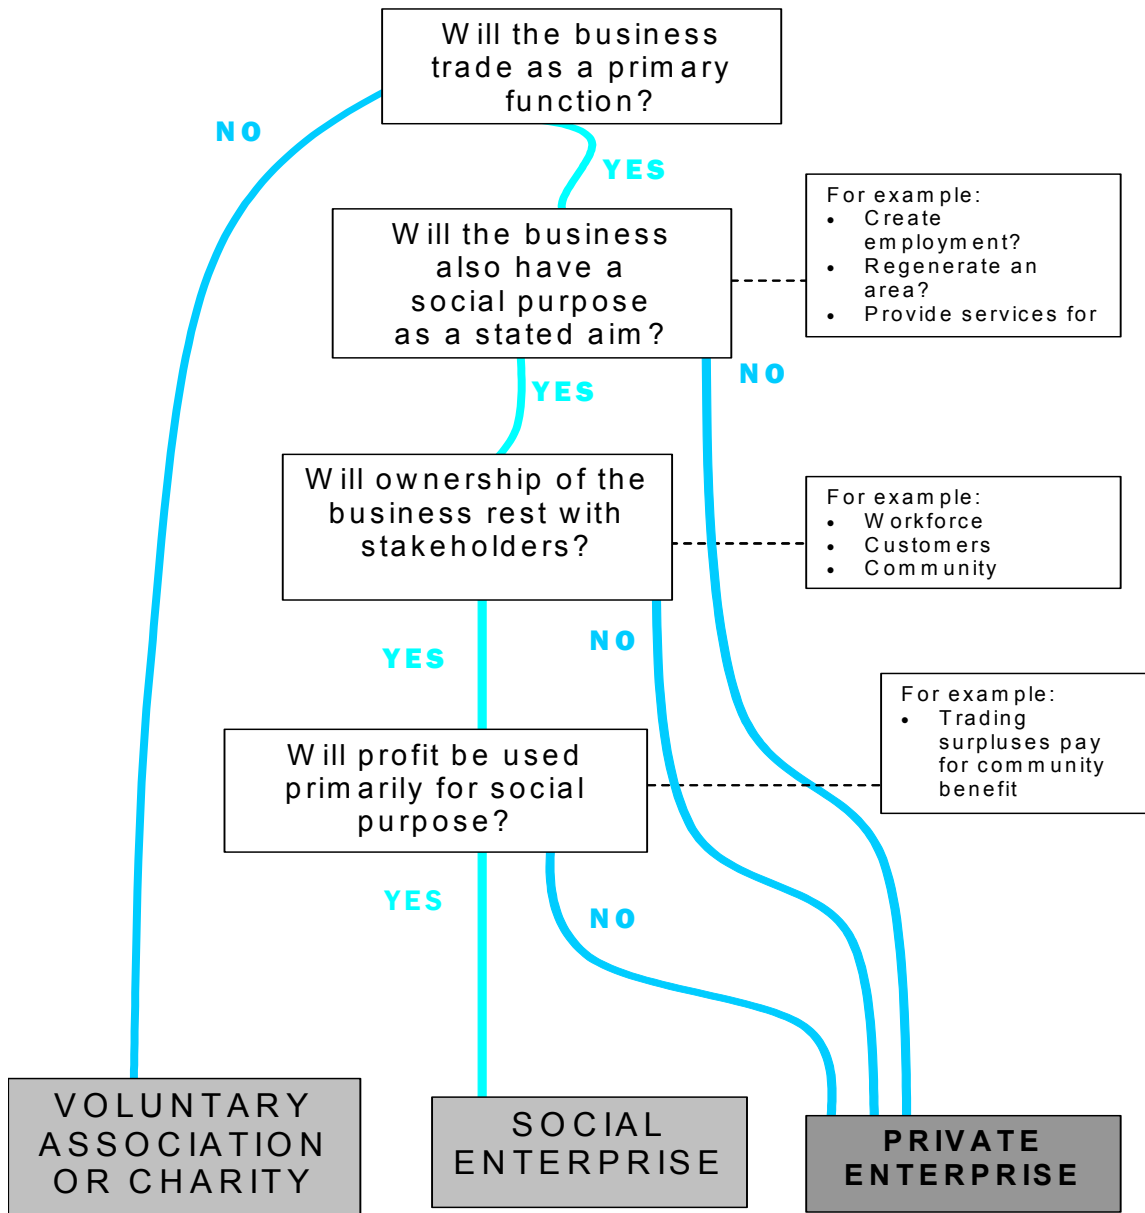 Will the business
trade as a primary
function?
NO
YES
For example:
• Create
employment?
• Regenerate an
area?
• Provide services for
Will the business
also have a
social purpose
as a stated aim?
NO
YES
Will ownership of the
business rest with
stakeholders?
For example:
• Workforce
• Customers
• Community
NO
YES
For example:
• Trading
surpluses pay
for community
benefit
Will profit be used
primarily for social
purpose?
YES
NO
VOLUNTARY
ASSOCIATION
OR CHARITY
SOCIAL
ENTERPRISE
PRIVATE
ENTERPRISE